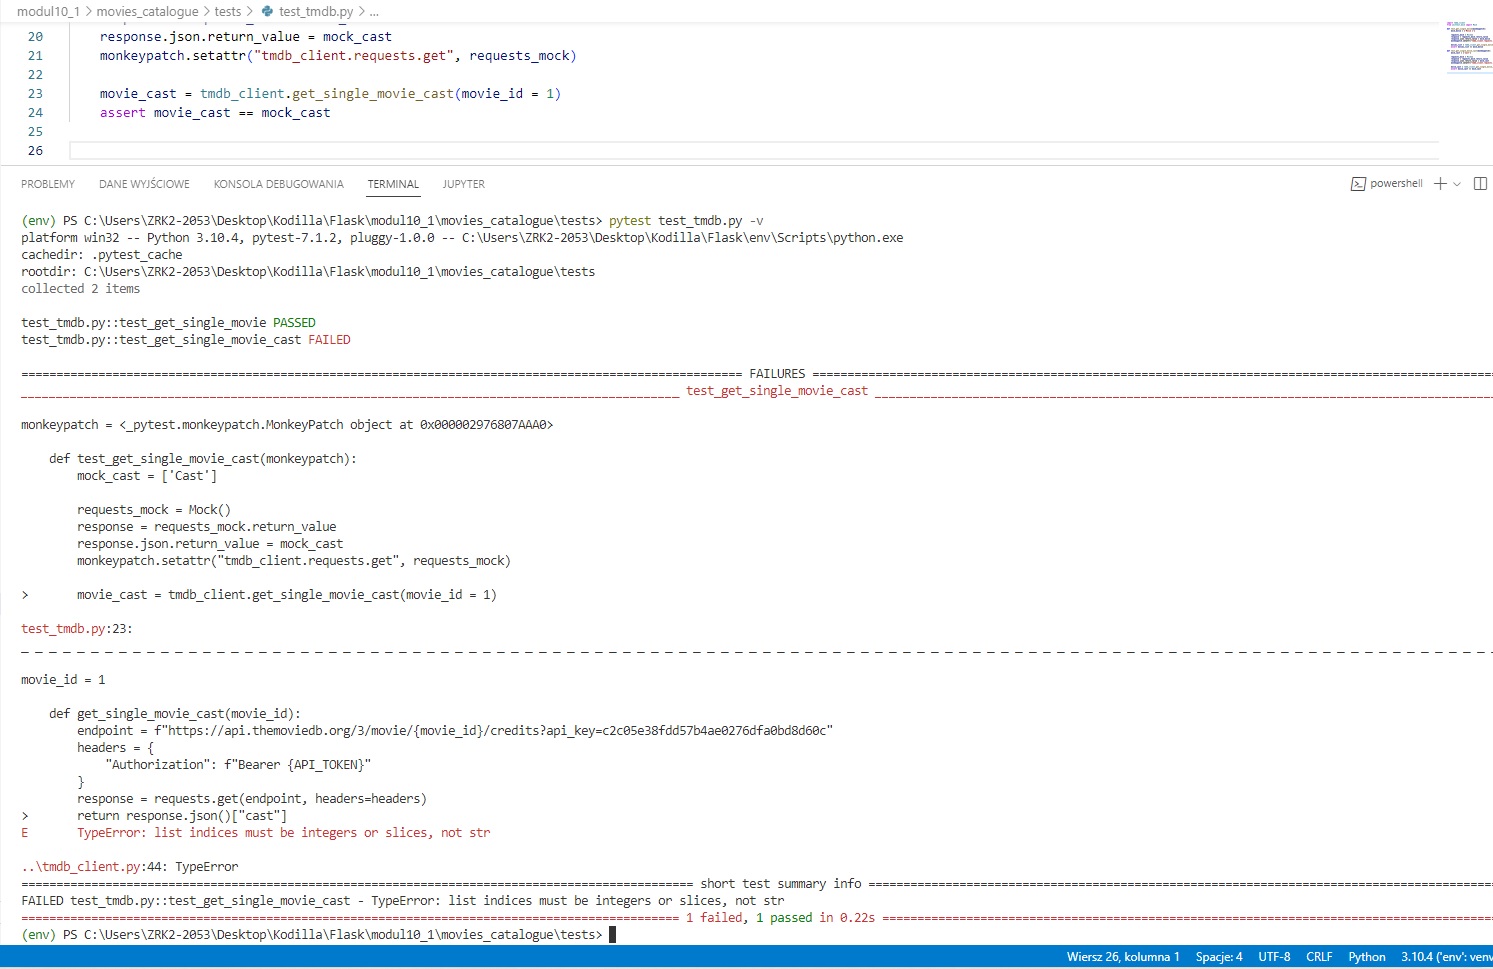 modul10_1 > movies_catalogue > tests > test_tmdb.py > ...
20 response.json.return_value = mock_cast
21 monkeypatch.setattr("tmdb_client.requests.get", requests_mock)
22
23 movie_cast = tmdb_client.get_single_movie_cast(movie_id = 1)
24 assert movie_cast == mock_cast
25
26
PROBLEMY DANE WYJŚCIOWE KONSOLA DEBUGOWANIA TERMINAL JUPYTER powershell
(env) PS C:\Users\ZRK2-2053\Desktop\Kodilla\Flask\modul10_1\movies_catalogue\tests> pytest test_tmdb.py -v
platform win32 -- Python 3.10.4, pytest-7.1.2, pluggy-1.0.0 -- C:\Users\ZRK2-2053\Desktop\Kodilla\Flask\env\Scripts\python.exe
cachedir: .pytest_cache
rootdir: C:\Users\ZRK2-2053\Desktop\Kodilla\Flask\modul10_1\movies_catalogue\tests
collected 2 items
test_tmdb.py::test_get_single_movie PASSED
test_tmdb.py::test_get_single_movie_cast FAILED
FAILURES
test_get_single_movie_cast
monkeypatch = <_pytest.monkeypatch.MonkeyPatch object at 0x000002976807AAA0>
def test_get_single_movie_cast(monkeypatch):
mock_cast = ['Cast']
requests_mock = Mock()
response = requests_mock.return_value
response.json.return_value = mock_cast
monkeypatch.setattr("tmdb_client.requests.get", requests_mock)
> movie_cast = tmdb_client.get_single_movie_cast(movie_id = 1)
test_tmdb.py:23:
movie_id = 1
def get_single_movie_cast(movie_id):
endpoint = f"https://api.themoviedb.org/3/movie/{movie_id}/credits?api_key=c2c05e38fdd57b4ae0276dfa0bd8d60c"
headers = {
"Authorization": f"Bearer {API_TOKEN}"
}
response = requests.get(endpoint, headers=headers)
> return response.json()["cast"]
E TypeError: list indices must be integers or slices, not str
..\tmdb_client.py:44: TypeError
short test summary info
FAILED test_tmdb.py::test_get_single_movie_cast - TypeError: list indices must be integers or slices, not str
1 failed, 1 passed in 0.22s
(env) PS C:\Users\ZRK2-2053\Desktop\Kodilla\Flask\modul10_1\movies_catalogue\tests>
Wiersz 26, kolumna 1 Spacje: 4 UTF-8 CRLF Python 3.10.4 ('env': venv